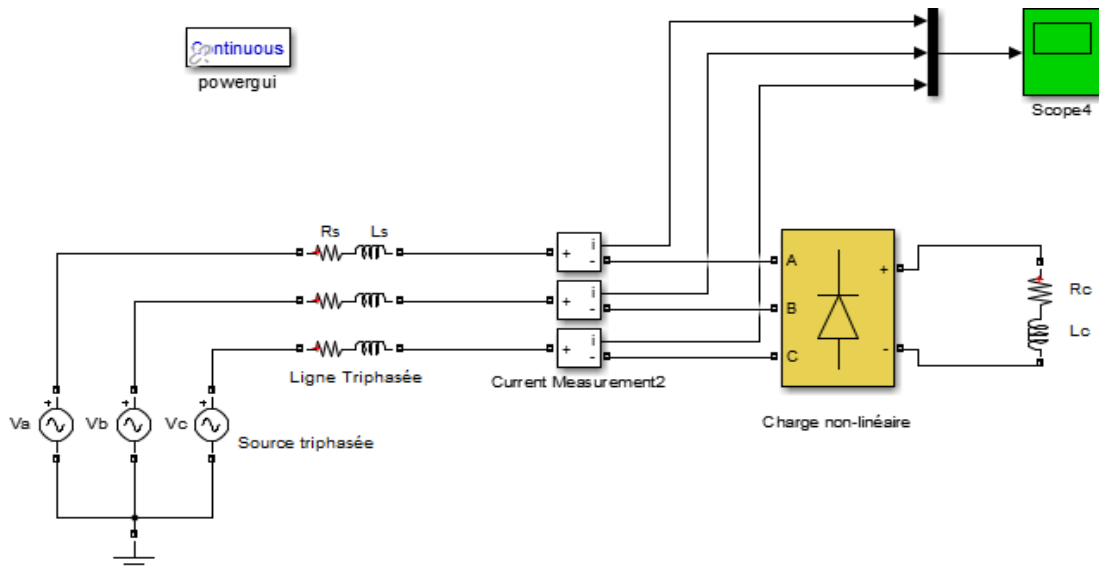 Continuous
powergui
Scope4
Rs Ls
+ i -
+ i -
+ i -
A
B
C
+
-
Rc
Lc
Ligne Triphasée
Current Measurement2
Charge non-linéaire
+ + +
Va Vb Vc
Source triphasée